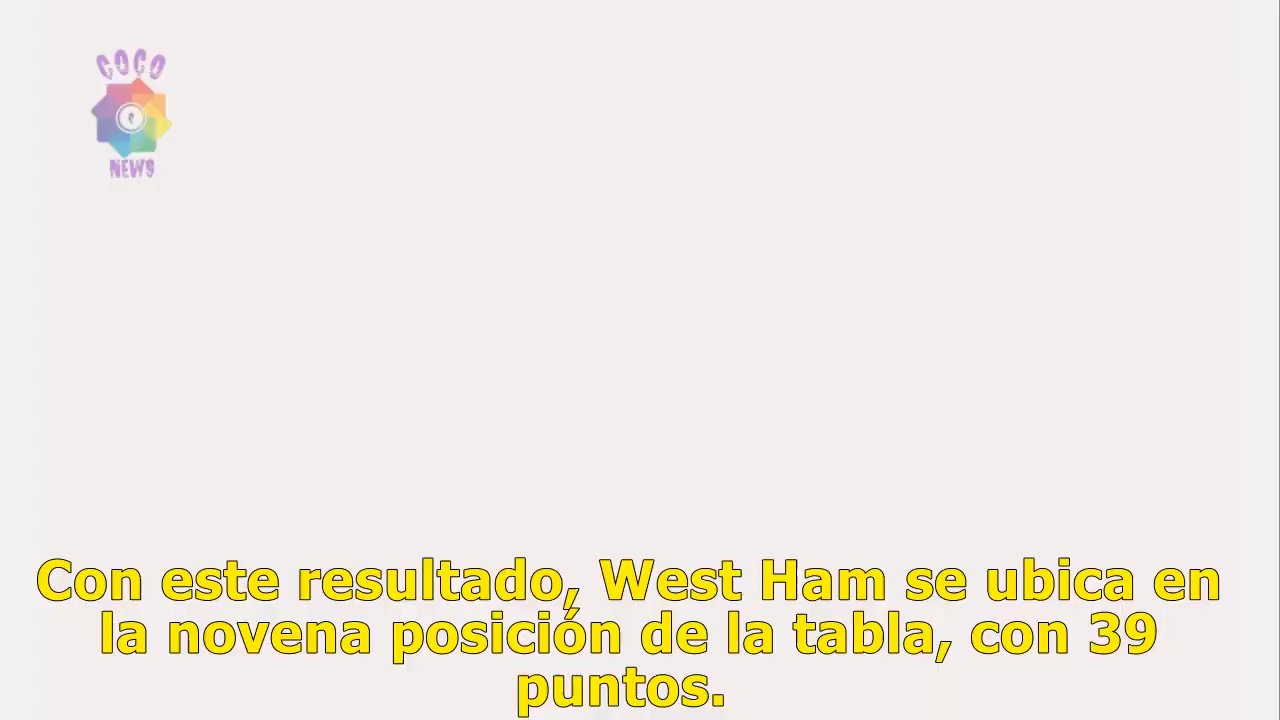 COCO
NEWS
Con este resultado, West Ham se ubica en
la novena posición de la tabla, con 39
puntos.